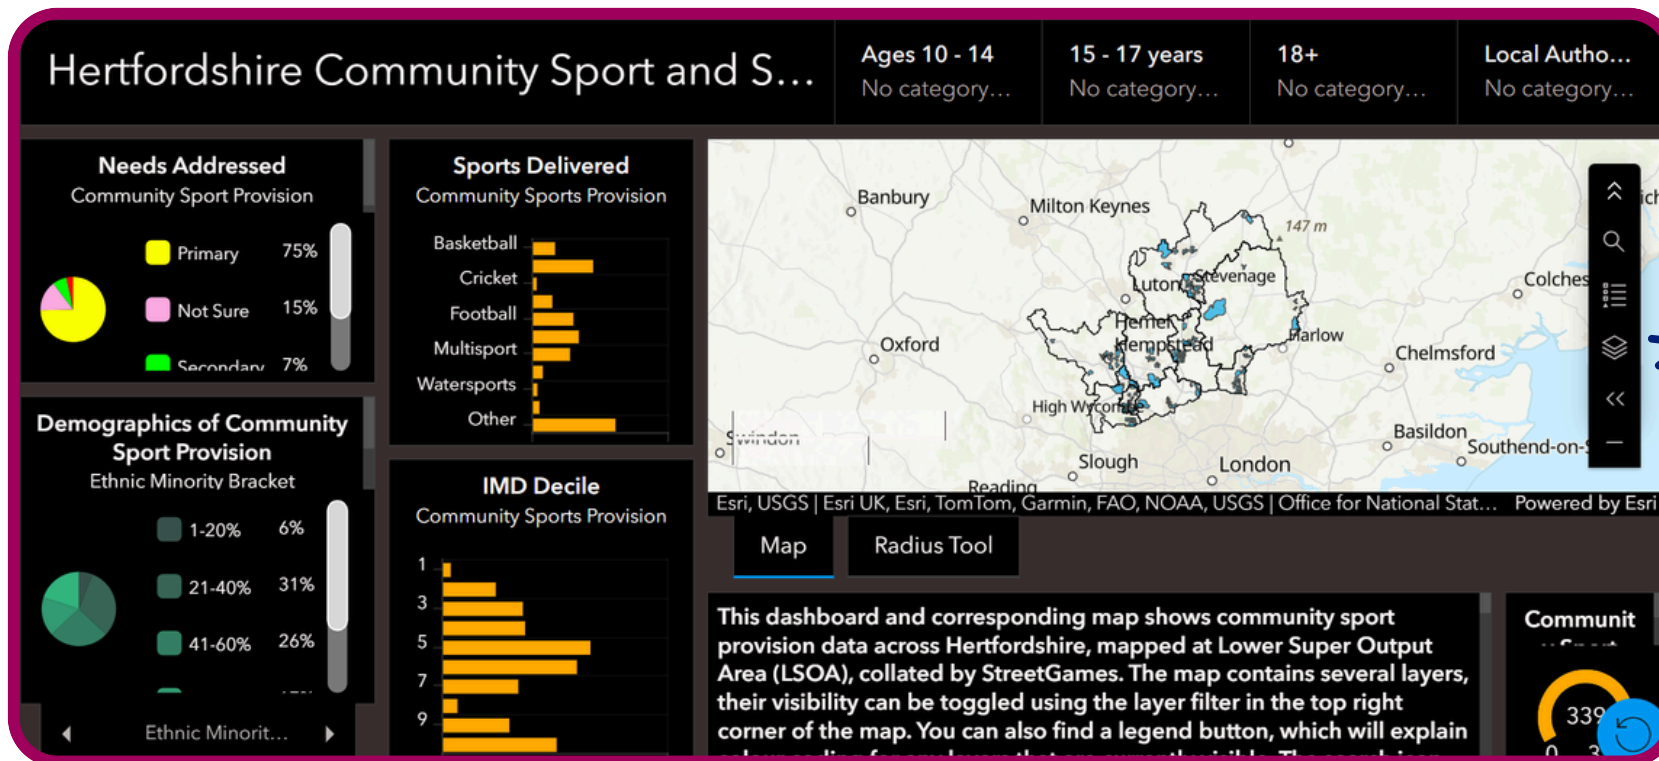 Hertfordshire Community Sport and S...
Ages 10 - 14
No category...
15 - 17 years
No category...
18+
No category...
Local Autho...
No category...
Needs Addressed
Community Sport Provision
Primary 75%
Not Sure 15%
Secondary 7%
Demographics of Community
Sport Provision
Ethnic Minority Bracket
1-20% 6%
21-40% 31%
41-60% 26%
Ethnic Minorit...
Sports Delivered
Community Sports Provision
Basketball
Cricket
Football
Multisport
Watersports
Other
IMD Decile
Community Sports Provision
1
3
5
7
9
Banbury
Milton Keynes
147 m
Stevenage
Luton
Colches
Hemel
Hempstead
Harlow
Oxford
Chelmsford
High Wycombe
Swindon
Basildon
Southend-on-S
Slough
London
Reading
Esri, USGS | Esri UK, Esri, TomTom, Garmin, FAO, NOAA, USGS | Office for National Stat... Powered by Esri
Map
Radius Tool
This dashboard and corresponding map shows community sport
provision data across Hertfordshire, mapped at Lower Super Output
Area (LSOA), collated by StreetGames. The map contains several layers,
their visibility can be toggled using the layer filter in the top right
corner of the map. You can also find a legend button, which will explain
Communit
339
0